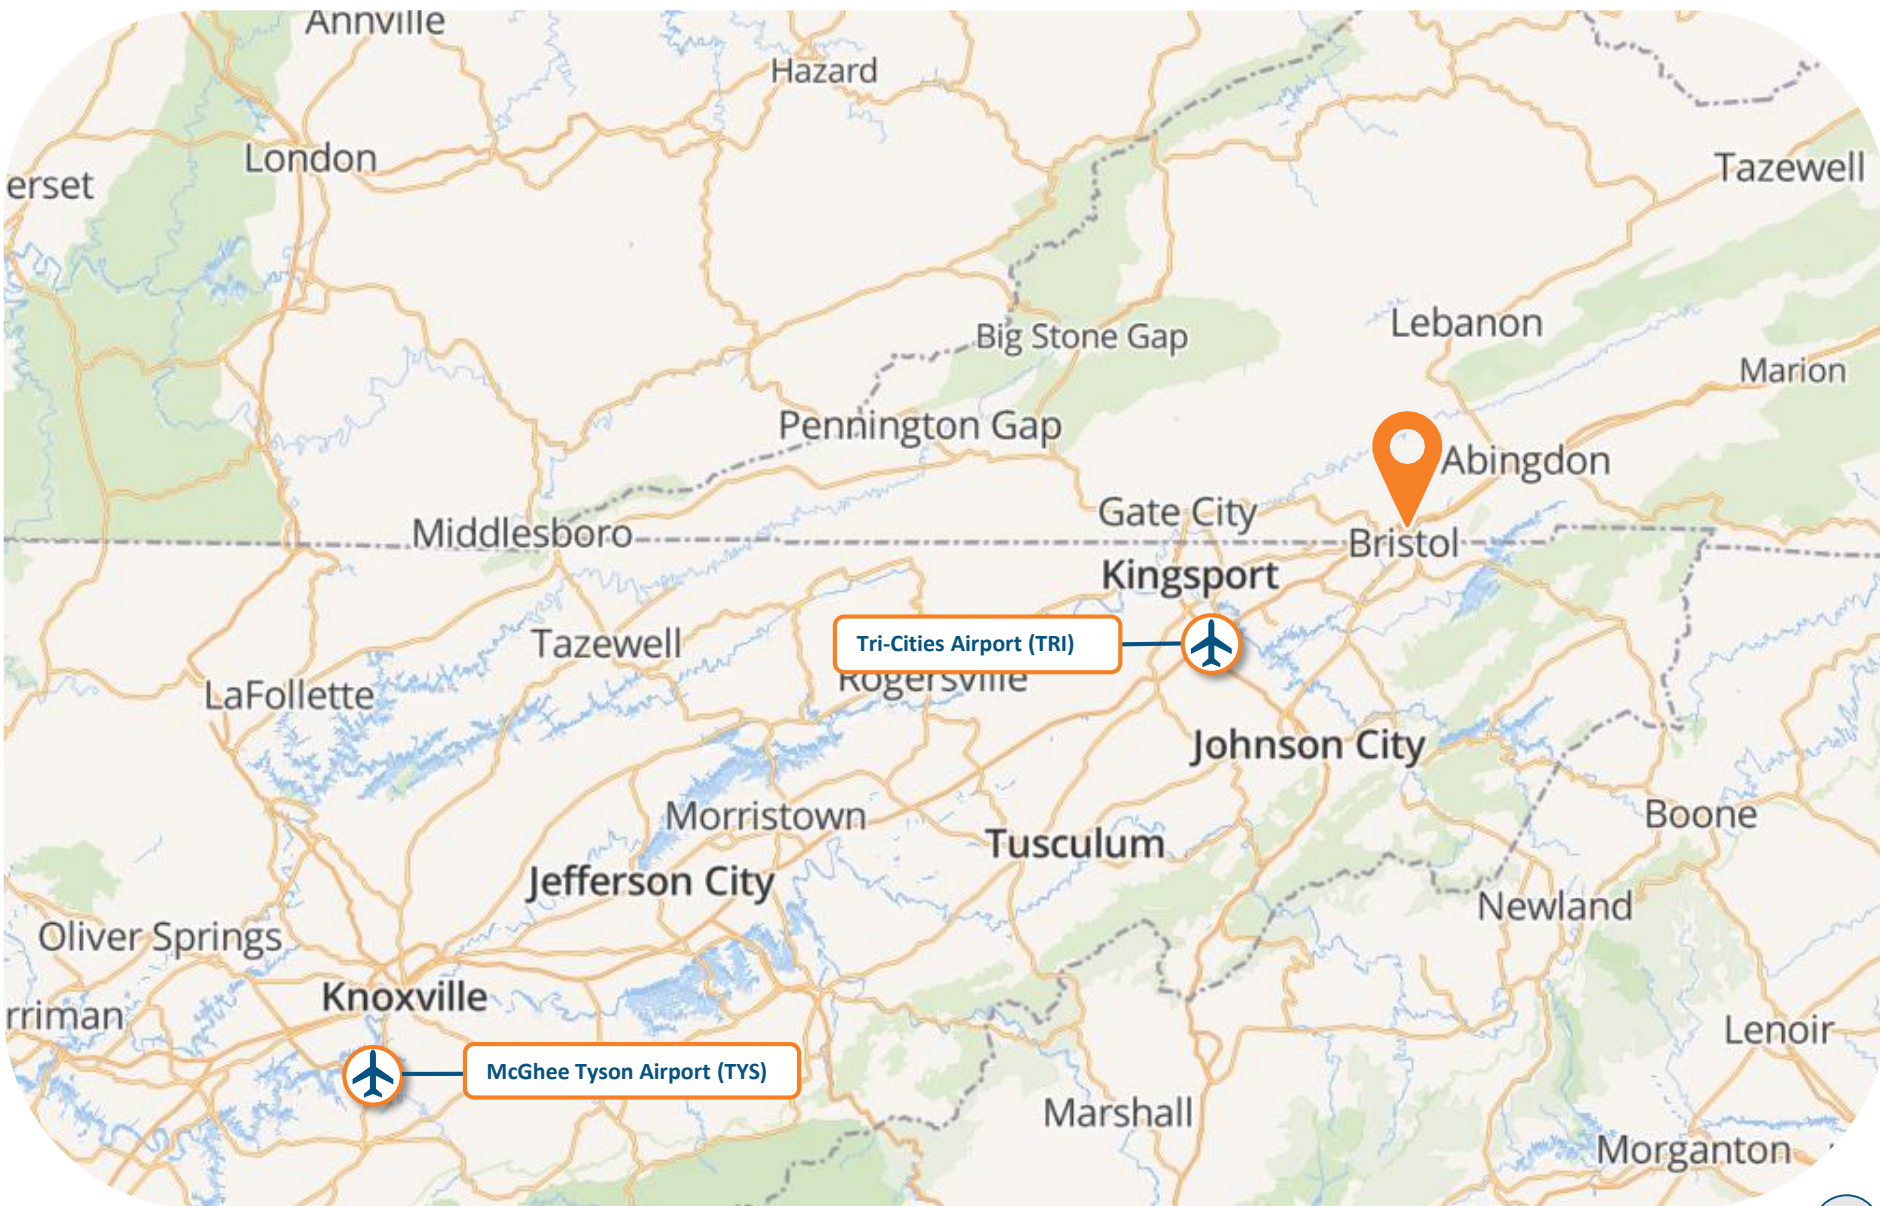 Annville
Hazard
London
Tazewell
erset
Lebanon
Big Stone Gap
Marion
Pennington Gap
Abingdon
Gate City
Middlesboro
Bristol
Kingsport
Tazewell
Tri-Cities Airport (TRI)
Rogersville
LaFollette
Johnson City
Morristown
Boone
Tusculum
Jefferson City
Newland
Oliver Springs
Knoxville
rriman
Lenoir
McGhee Tyson Airport (TYS)
Marshall
Morganton